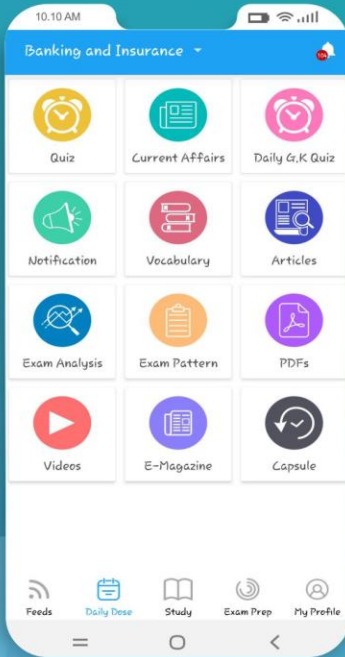 10.10 AM
Banking and Insurance
Quiz
Current Affairs
Daily G.K Quiz
Notification
Vocabulary
Articles
Exam Analysis
Exam Pattern
PDFs
Videos
E-Magazine
Capsule
Feeds
Daily Dose
Study
Exam Prep
My Profile